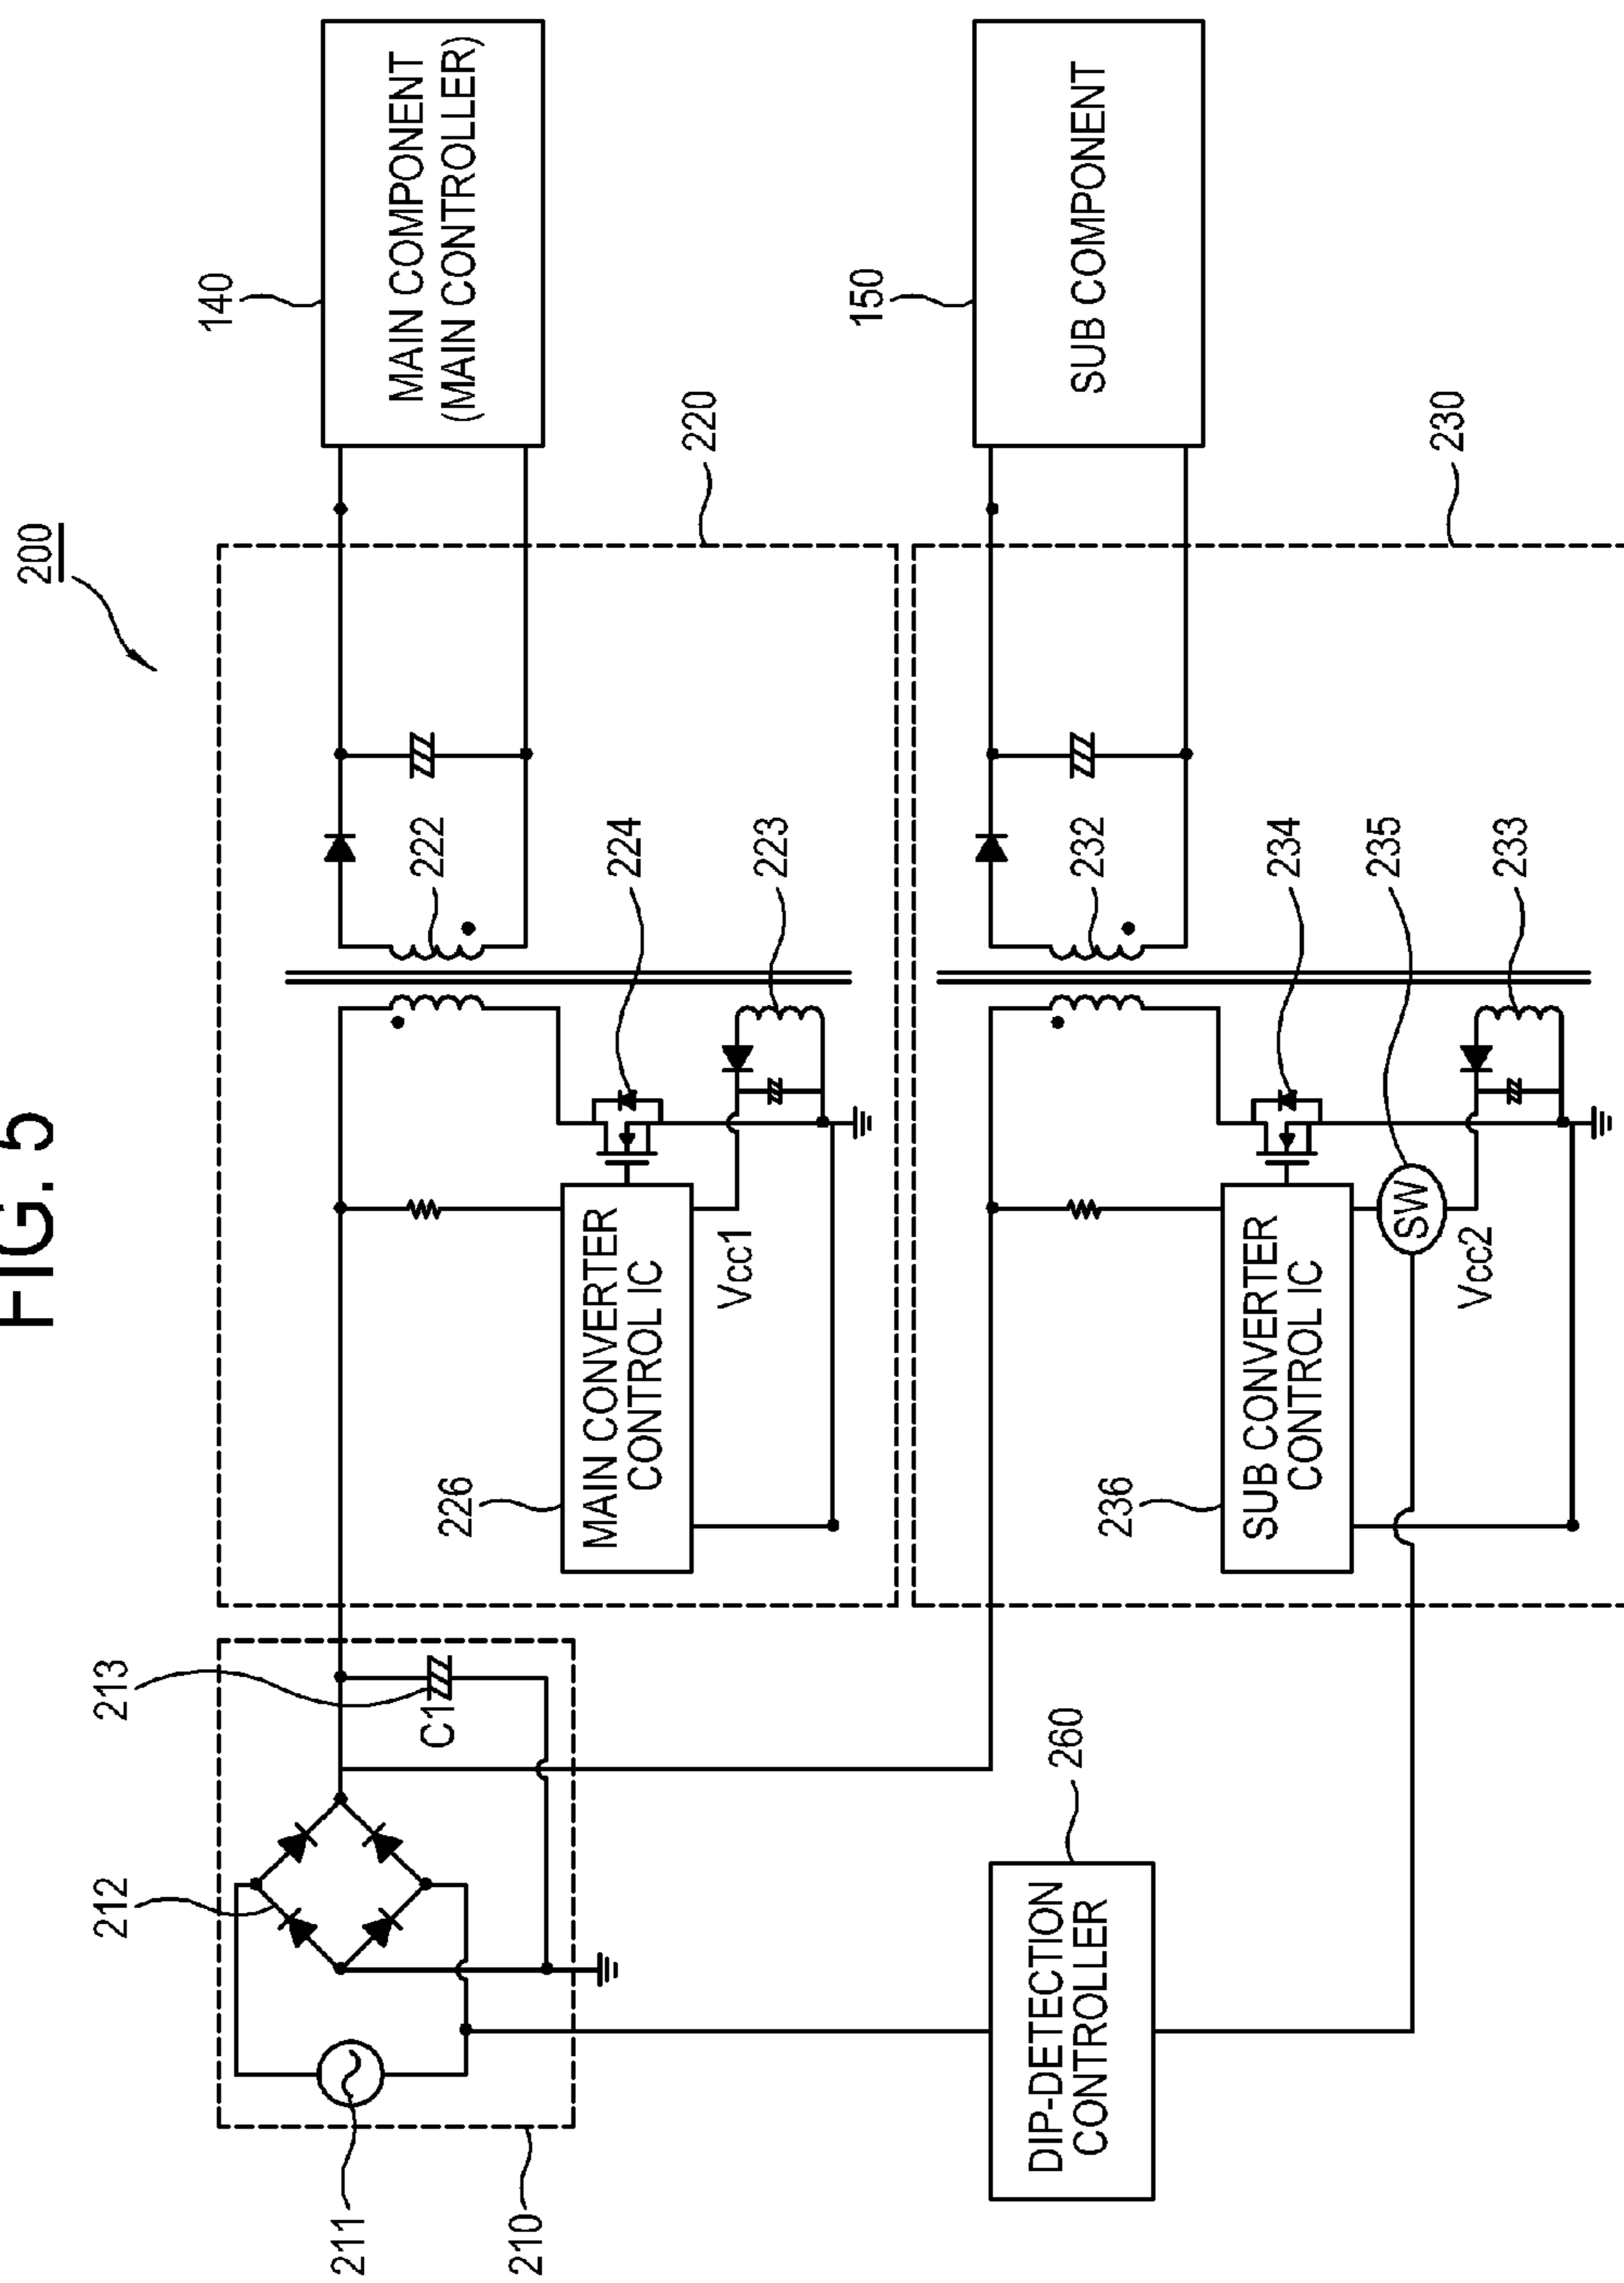 FIG. 5
200
211
210
212
213
C1
226
MAIN CONVERTER
CONTROL IC
Vcc1
222
224
223
220
140
MAIN COMPONENT
(MAIN CONTROLLER)
DIP-DETECTION
CONTROLLER
260
236
SUB CONVERTER
CONTROL IC
SW
Vcc2
232
234
235
233
230
150
SUB COMPONENT